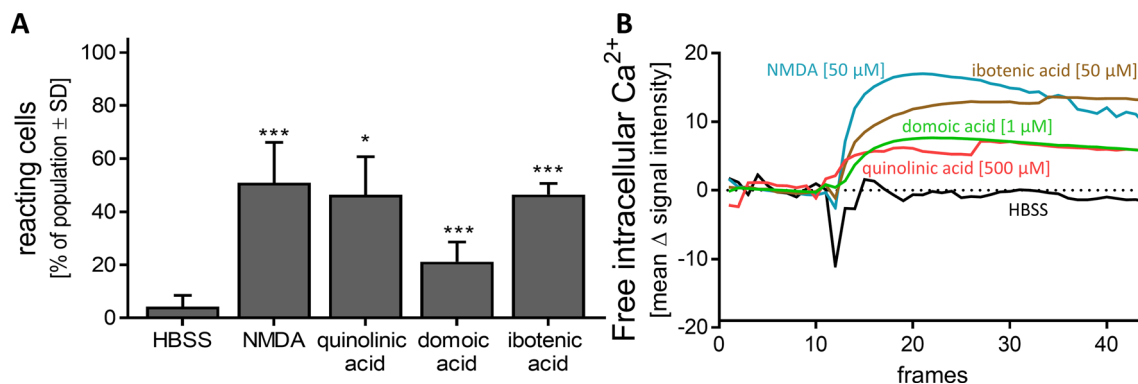 A
reacting cells
[% of population ± SD]
100
80
60
40
20
0
***
*
***
***
HBSS
NMDA
quinolinic
acid
domoic
acid
ibotenic acid
B
Free intracellular Ca²⁺
[mean Δ signal intensity]
20
10
0
-10
-20
NMDA [50 µM]
ibotenic acid [50 µM]
domoic acid [1 µM]
quinolinic acid [500 µM]
HBSS
0
10
20
30
40
frames